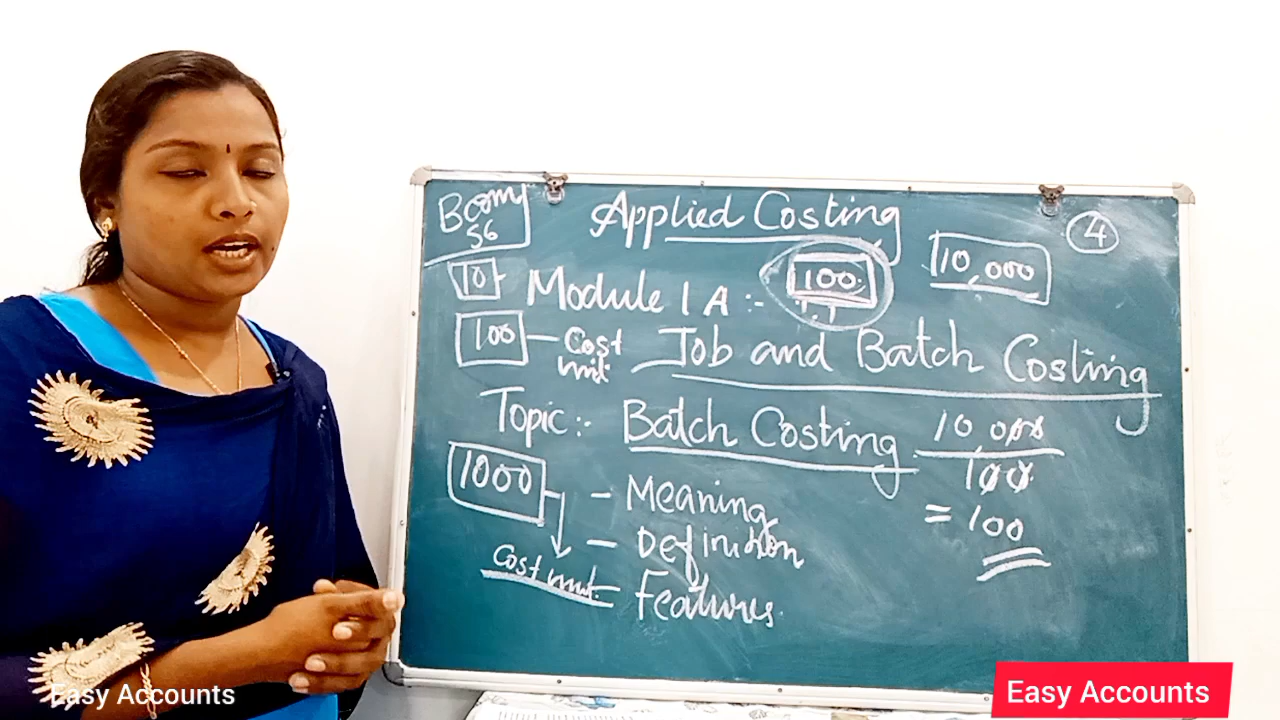 Bcom
S6
Applied Costing
4
10
Module 1 A :-
100
10,000
100 - Cost unit
Job and Batch Costing
Topic:- Batch Costing
10,000
100
= 100
1000
- Meaning
- Definition
Cost unit
- Features
Easy Accounts
Easy Accounts